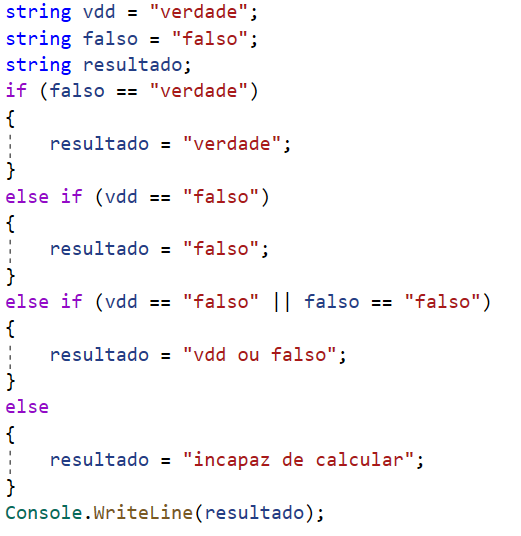 string vdd = "verdade";
string falso = "falso";
string resultado;
if (falso == "verdade")
{
    resultado = "verdade";
}
else if (vdd == "falso")
{
    resultado = "falso";
}
else if (vdd == "falso" || falso == "falso")
{
    resultado = "vdd ou falso";
}
else
{
    resultado = "incapaz de calcular";
}
Console.WriteLine(resultado);